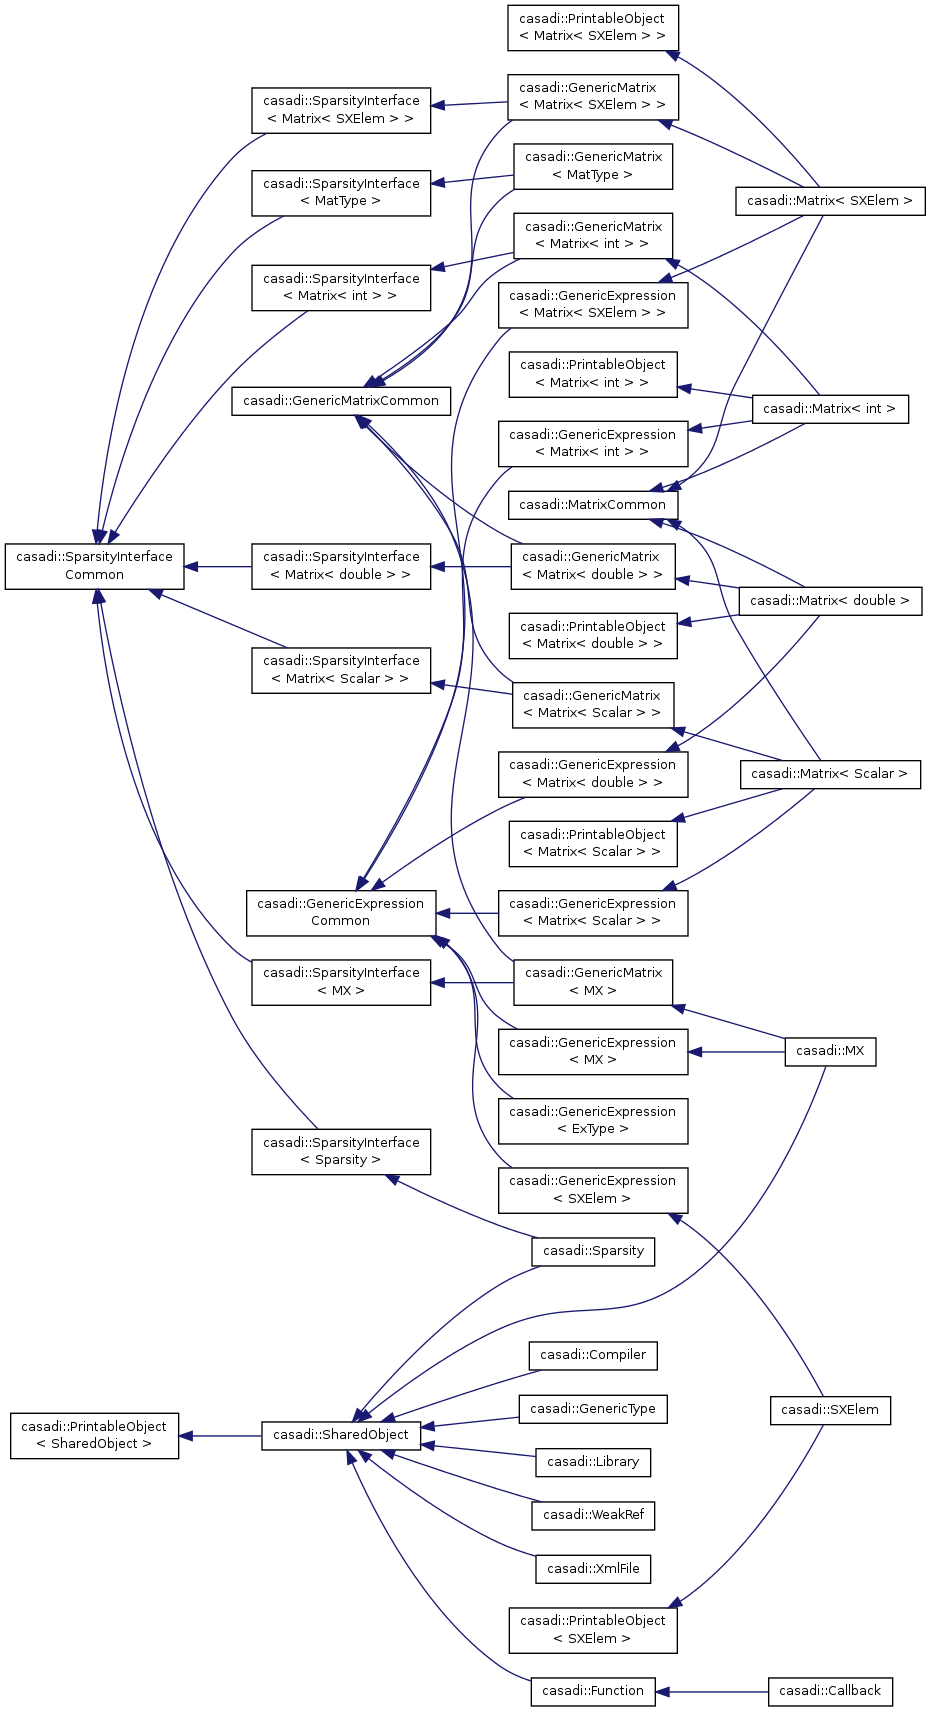 casadi::PrintableObject
< Matrix< SXElem > >
casadi::GenericMatrix
< Matrix< SXElem > >
casadi::SparsityInterface
< Matrix< SXElem > >
casadi::GenericMatrix
< MatType >
casadi::SparsityInterface
< MatType >
casadi::Matrix< SXElem >
casadi::GenericMatrix
< Matrix< int > >
casadi::SparsityInterface
< Matrix< int > >
casadi::GenericExpression
< Matrix< SXElem > >
casadi::PrintableObject
< Matrix< int > >
casadi::GenericMatrixCommon
casadi::Matrix< int >
casadi::GenericExpression
< Matrix< int > >
casadi::MatrixCommon
casadi::SparsityInterface
Common
casadi::SparsityInterface
< Matrix< double > >
casadi::GenericMatrix
< Matrix< double > >
casadi::Matrix< double >
casadi::PrintableObject
< Matrix< double > >
casadi::SparsityInterface
< Matrix< Scalar > >
casadi::GenericMatrix
< Matrix< Scalar > >
casadi::GenericExpression
< Matrix< double > >
casadi::Matrix< Scalar >
casadi::PrintableObject
< Matrix< Scalar > >
casadi::GenericExpression
Common
casadi::GenericExpression
< Matrix< Scalar > >
casadi::SparsityInterface
< MX >
casadi::GenericMatrix
< MX >
casadi::GenericExpression
< MX >
casadi::MX
casadi::GenericExpression
< ExType >
casadi::SparsityInterface
< Sparsity >
casadi::GenericExpression
< SXElem >
casadi::Sparsity
casadi::Compiler
casadi::GenericType
casadi::SXElem
casadi::PrintableObject
< SharedObject >
casadi::SharedObject
casadi::Library
casadi::WeakRef
casadi::XmlFile
casadi::PrintableObject
< SXElem >
casadi::Function
casadi::Callback